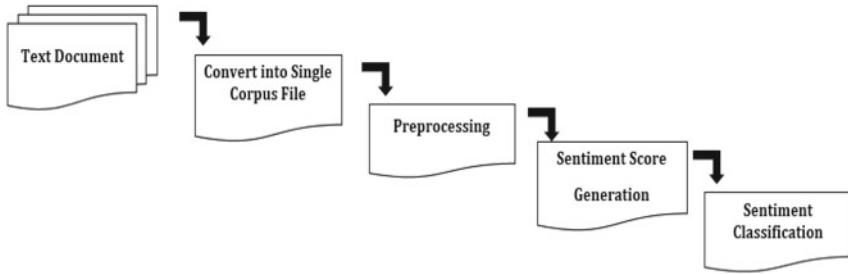 Text Document
Convert into Single
Corpus File
Preprocessing
Sentiment Score
Generation
Sentiment
Classification